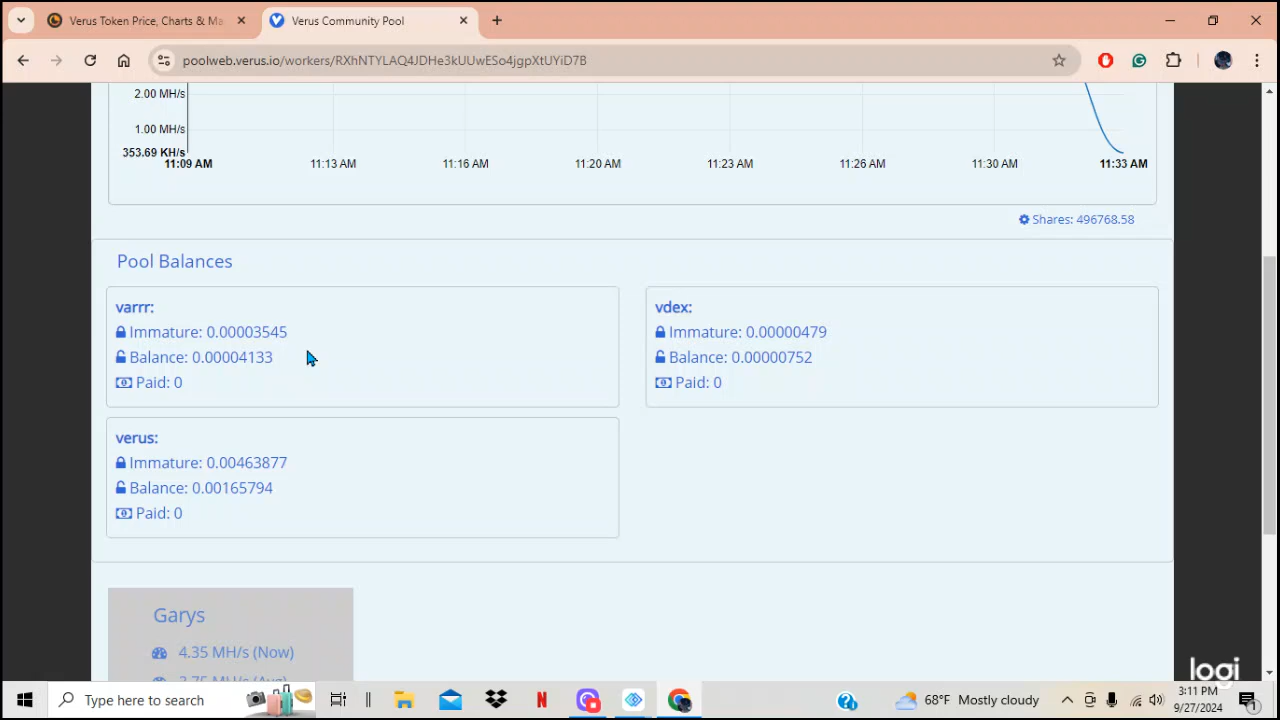 Verus Token Price, Charts & Ma
Verus Community Pool
poolweb.verus.io/workers/RXhNTYLAQ4JDHe3kUUwESo4jgpXtUYiD7B
2.00 MH/s
1.00 MH/s
353.69 KH/s
11:09 AM 11:13 AM 11:16 AM 11:20 AM 11:23 AM 11:26 AM 11:30 AM 11:33 AM
Shares: 496768.58
Pool Balances
varrr:
Immature: 0.00003545
Balance: 0.00004133
Paid: 0
vdex:
Immature: 0.00000479
Balance: 0.00000752
Paid: 0
verus:
Immature: 0.00463877
Balance: 0.00165794
Paid: 0
Garys
4.35 MH/s (Now)
logi
Type here to search
68°F Mostly cloudy
3:11 PM
9/27/2024